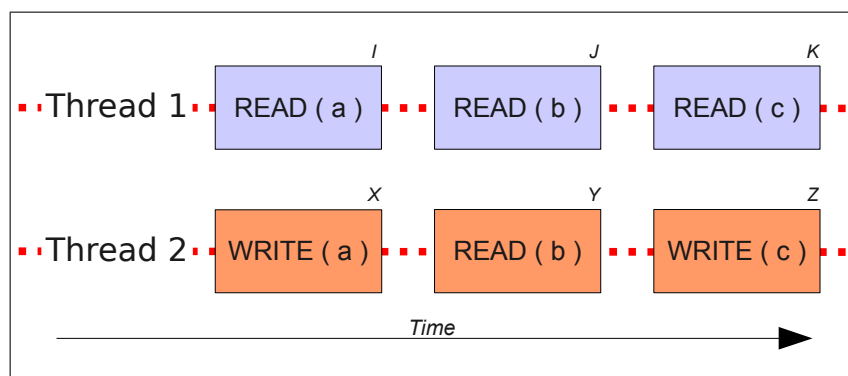 I J K
Thread 1 READ ( a ) READ ( b ) READ ( c )
X Y Z
Thread 2 WRITE ( a ) READ ( b ) WRITE ( c )
Time